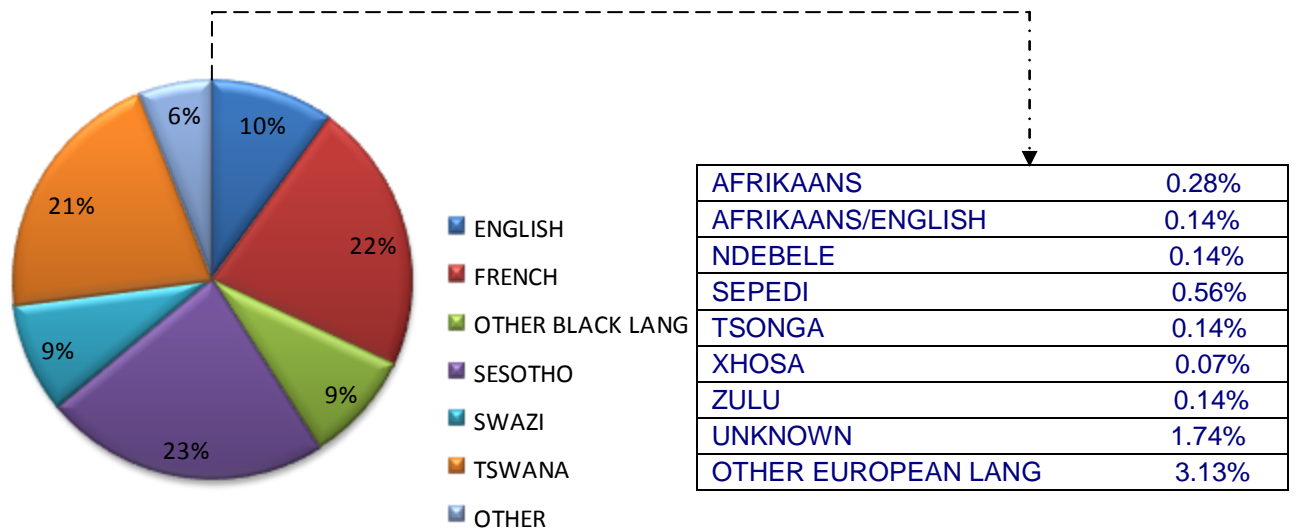 6%
10%
21%
22%
9%
9%
23%
ENGLISH
FRENCH
OTHER BLACK LANG
SESOTHO
SWAZI
TSWANA
OTHER
AFRIKAANS 0.28%
AFRIKAANS/ENGLISH 0.14%
NDEBELE 0.14%
SEPEDI 0.56%
TSONGA 0.14%
XHOSA 0.07%
ZULU 0.14%
UNKNOWN 1.74%
OTHER EUROPEAN LANG 3.13%